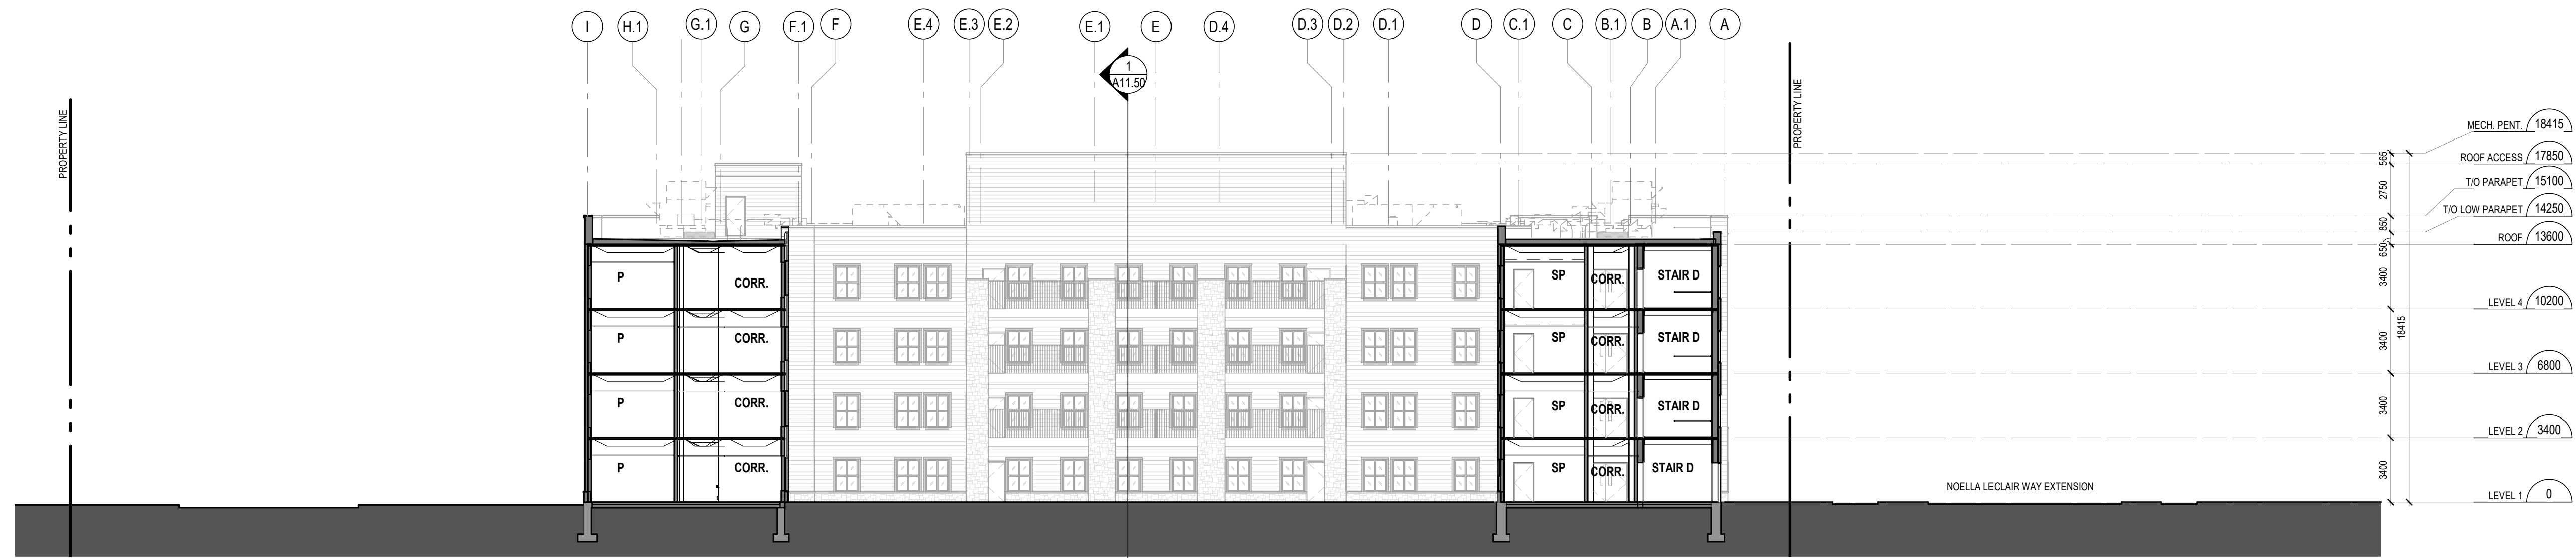 I
H.1
G.1
G
F.1
F
E.4
E.3
E.2
E.1
E
D.4
D.3
D.2
D.1
D
C.1
C
B.1
B
A.1
A
1
A11.50
PROPERTY LINE
PROPERTY LINE
MECH. PENT. 18415
ROOF ACCESS 17850
T/O PARAPET 15100
T/O LOW PARAPET 14250
ROOF 13600
LEVEL 4 10200
LEVEL 3 6800
LEVEL 2 3400
LEVEL 1 0
565
2750
850
650
3400
3400
3400
3400
18415
P CORR. SP CORR. STAIR D
P CORR. SP CORR. STAIR D
P CORR. SP CORR. STAIR D
P CORR. SP CORR. STAIR D
NOELLA LECLAIR WAY EXTENSION